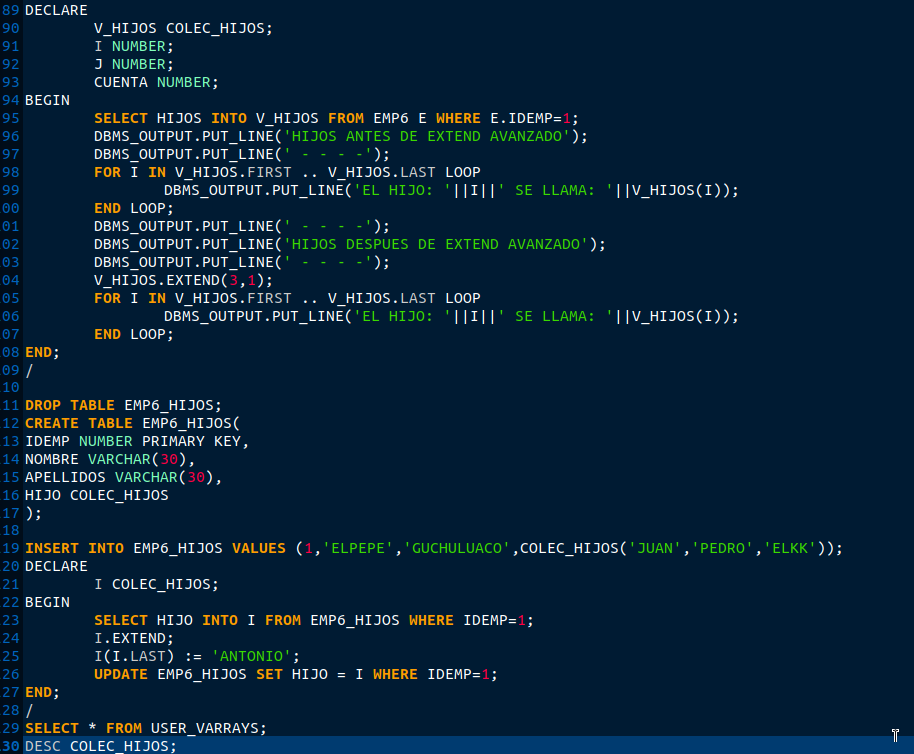 89 DECLARE
90 V_HIJOS COLEC_HIJOS;
91 I NUMBER;
92 J NUMBER;
93 CUENTA NUMBER;
94 BEGIN
95 SELECT HIJOS INTO V_HIJOS FROM EMP6 E WHERE E.IDEMP=1;
96 DBMS_OUTPUT.PUT_LINE('HIJOS ANTES DE EXTEND AVANZADO');
97 DBMS_OUTPUT.PUT_LINE(' - - - -');
98 FOR I IN V_HIJOS.FIRST .. V_HIJOS.LAST LOOP
99 DBMS_OUTPUT.PUT_LINE('EL HIJO: '||I||' SE LLAMA: '||V_HIJOS(I));
00 END LOOP;
01 DBMS_OUTPUT.PUT_LINE(' - - - -');
02 DBMS_OUTPUT.PUT_LINE('HIJOS DESPUES DE EXTEND AVANZADO');
03 DBMS_OUTPUT.PUT_LINE(' - - - -');
04 V_HIJOS.EXTEND(3,1);
05 FOR I IN V_HIJOS.FIRST .. V_HIJOS.LAST LOOP
06 DBMS_OUTPUT.PUT_LINE('EL HIJO: '||I||' SE LLAMA: '||V_HIJOS(I));
07 END LOOP;
08 END;
09 /
10
11 DROP TABLE EMP6_HIJOS;
12 CREATE TABLE EMP6_HIJOS(
13 IDEMP NUMBER PRIMARY KEY,
14 NOMBRE VARCHAR(30),
15 APELLIDOS VARCHAR(30),
16 HIJO COLEC_HIJOS
17 );
18
19 INSERT INTO EMP6_HIJOS VALUES (1,'ELPEPE','GUCHULUACO',COLEC_HIJOS('JUAN','PEDRO','ELKK'));
20 DECLARE
21 I COLEC_HIJOS;
22 BEGIN
23 SELECT HIJO INTO I FROM EMP6_HIJOS WHERE IDEMP=1;
24 I.EXTEND;
25 I(I.LAST) := 'ANTONIO';
26 UPDATE EMP6_HIJOS SET HIJO = I WHERE IDEMP=1;
27 END;
28 /
29 SELECT * FROM USER_VARRAYS;
30 DESC COLEC_HIJOS;